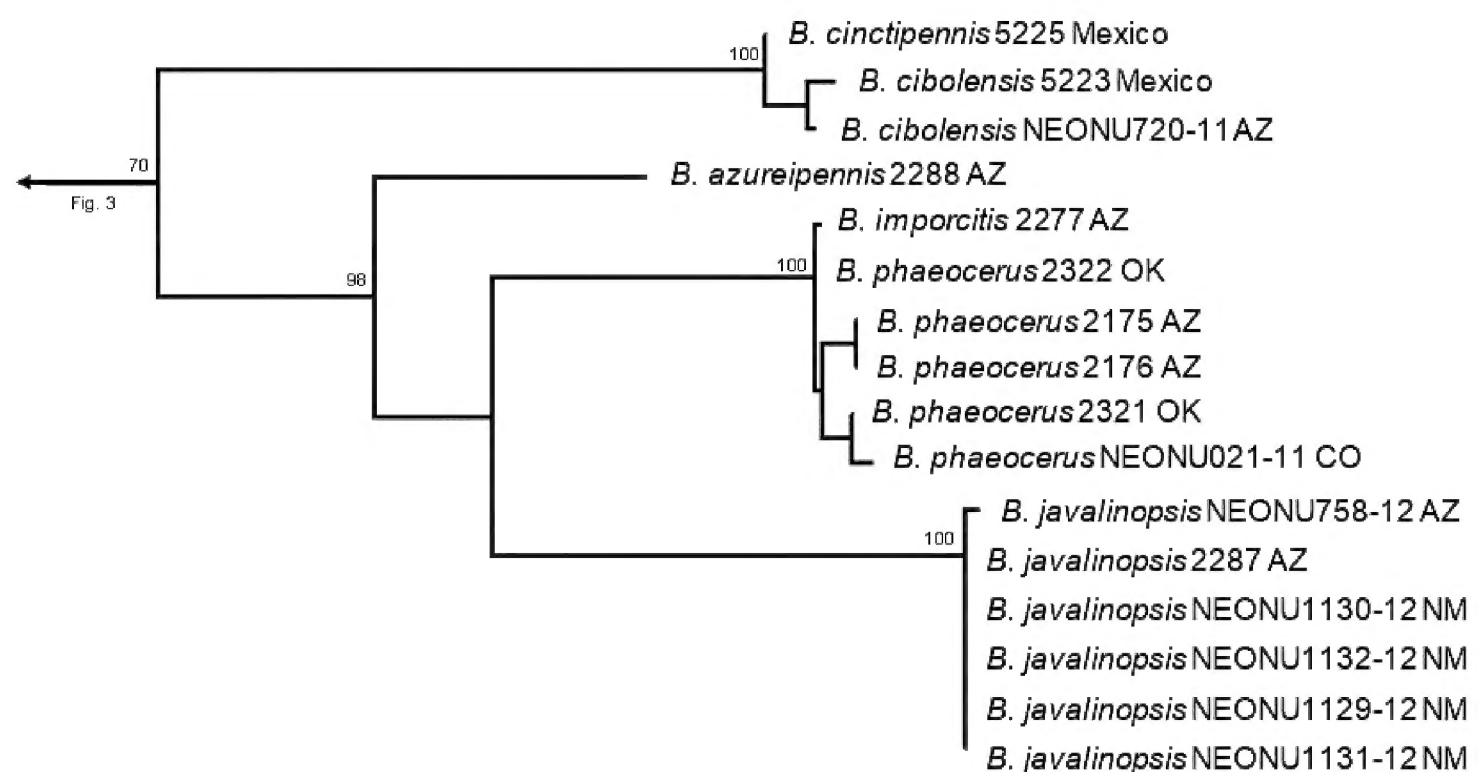 B. cinctipennis 5225 Mexico
100
B. cibolensis 5223 Mexico
B. cibolensis NEONU720-11 AZ
70
B. azureipennis 2288 AZ
Fig. 3
B. imporcitis 2277 AZ
100
B. phaeocerus 2322 OK
98
B. phaeocerus 2175 AZ
B. phaeocerus 2176 AZ
B. phaeocerus 2321 OK
B. phaeocerus NEONU021-11 CO
B. javalinopsis NEONU758-12 AZ
100
B. javalinopsis 2287 AZ
B. javalinopsis NEONU1130-12 NM
B. javalinopsis NEONU1132-12 NM
B. javalinopsis NEONU1129-12 NM
B. javalinopsis NEONU1131-12 NM